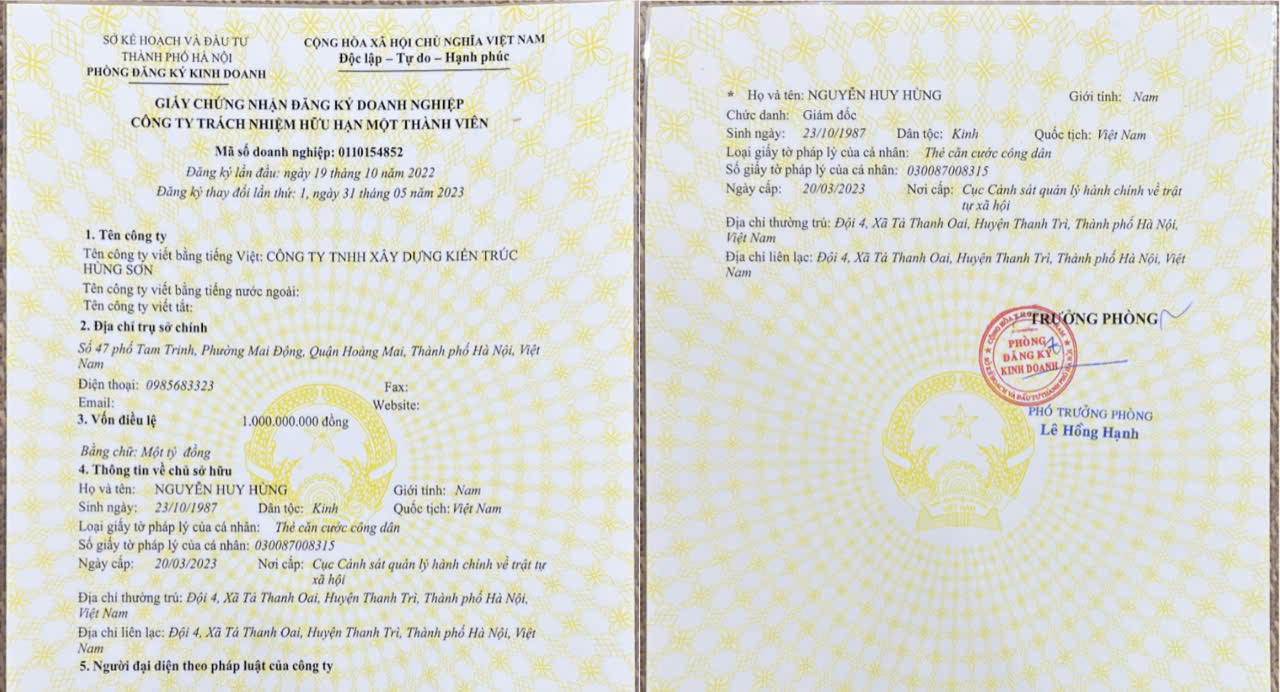 SỞ KẾ HOẠCH VÀ ĐẦU TƯ
THÀNH PHỐ HÀ NỘI
PHÒNG ĐĂNG KÝ KINH DOANH
CỘNG HÒA XÃ HỘI CHỦ NGHĨA VIỆT NAM
Độc lập – Tự do – Hạnh phúc
GIẤY CHỨNG NHẬN ĐĂNG KÝ DOANH NGHIỆP
CÔNG TY TRÁCH NHIỆM HỮU HẠN MỘT THÀNH VIÊN
Mã số doanh nghiệp: 0110154852
Đăng ký lần đầu: ngày 19 tháng 10 năm 2022
Đăng ký thay đổi lần thứ: 1, ngày 31 tháng 05 năm 2023
1. Tên công ty
Tên công ty viết bằng tiếng Việt: CÔNG TY TNHH XÂY DỰNG KIẾN TRÚC
HÙNG SƠN
Tên công ty viết bằng tiếng nước ngoài:
Tên công ty viết tắt:
2. Địa chỉ trụ sở chính
Số 47 phố Tam Trinh, Phường Mai Động, Quận Hoàng Mai, Thành phố Hà Nội, Việt
Nam
Điện thoại: 0985683323 Fax:
Email: Website:
3. Vốn điều lệ 1.000.000.000 đồng
Bằng chữ: Một tỷ đồng
4. Thông tin về chủ sở hữu
Họ và tên: NGUYỄN HUY HÙNG Giới tính: Nam
Sinh ngày: 23/10/1987 Dân tộc: Kinh Quốc tịch: Việt Nam
Loại giấy tờ pháp lý của cá nhân: Thẻ căn cước công dân
Số giấy tờ pháp lý của cá nhân: 030087008315
Ngày cấp: 20/03/2023 Nơi cấp: Cục Cảnh sát quản lý hành chính về trật tự
xã hội
Địa chỉ thường trú: Đội 4, Xã Tả Thanh Oai, Huyện Thanh Trì, Thành phố Hà Nội,
Việt Nam
Địa chỉ liên lạc: Đội 4, Xã Tả Thanh Oai, Huyện Thanh Trì, Thành phố Hà Nội, Việt
Nam
5. Người đại diện theo pháp luật của công ty
* Họ và tên: NGUYỄN HUY HÙNG Giới tính: Nam
Chức danh: Giám đốc
Sinh ngày: 23/10/1987 Dân tộc: Kinh Quốc tịch: Việt Nam
Loại giấy tờ pháp lý của cá nhân: Thẻ căn cước công dân
Số giấy tờ pháp lý của cá nhân: 030087008315
Ngày cấp: 20/03/2023 Nơi cấp: Cục Cảnh sát quản lý hành chính về trật
tự xã hội
Địa chỉ thường trú: Đội 4, Xã Tả Thanh Oai, Huyện Thanh Trì, Thành phố Hà Nội,
Việt Nam
Địa chỉ liên lạc: Đội 4, Xã Tả Thanh Oai, Huyện Thanh Trì, Thành phố Hà Nội, Việt
Nam
TRƯỞNG PHÒNG
PHÒNG
ĐĂNG KÝ
KINH DOANH
PHÓ TRƯỞNG PHÒNG
Lê Hồng Hạnh